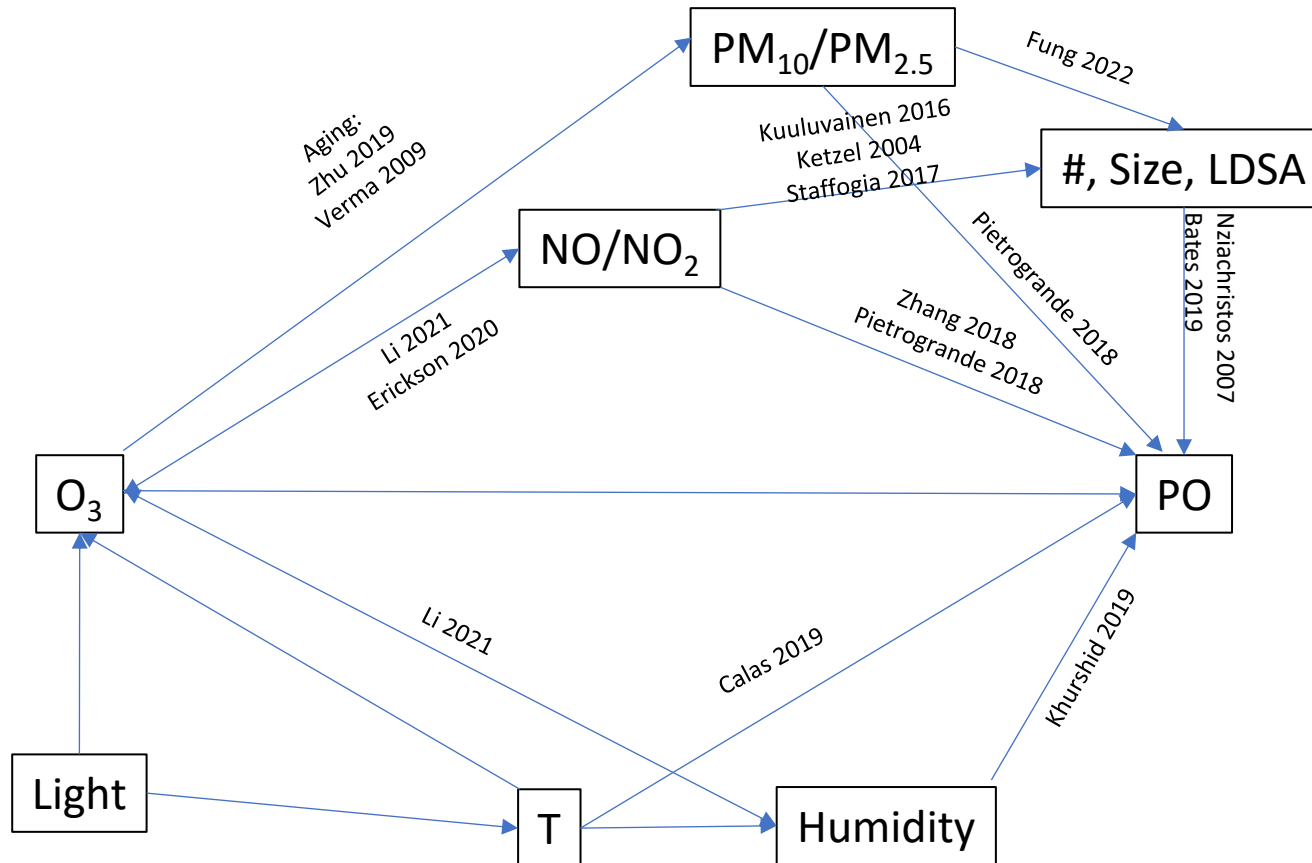 PM₁₀/PM₂.₅
Fung 2022
Aging:
Zhu 2019
Verma 2009
Kuuluvainen 2016
Ketzel 2004
Staffogia 2017
#, Size, LDSA
NO/NO₂
Pietrogrande 2018
Nziachristos 2007
Bates 2019
Zhang 2018
Pietrogrande 2018
Li 2021
Erickson 2020
O₃
PO
Li 2021
Calas 2019
Khurshid 2019
Light
T
Humidity